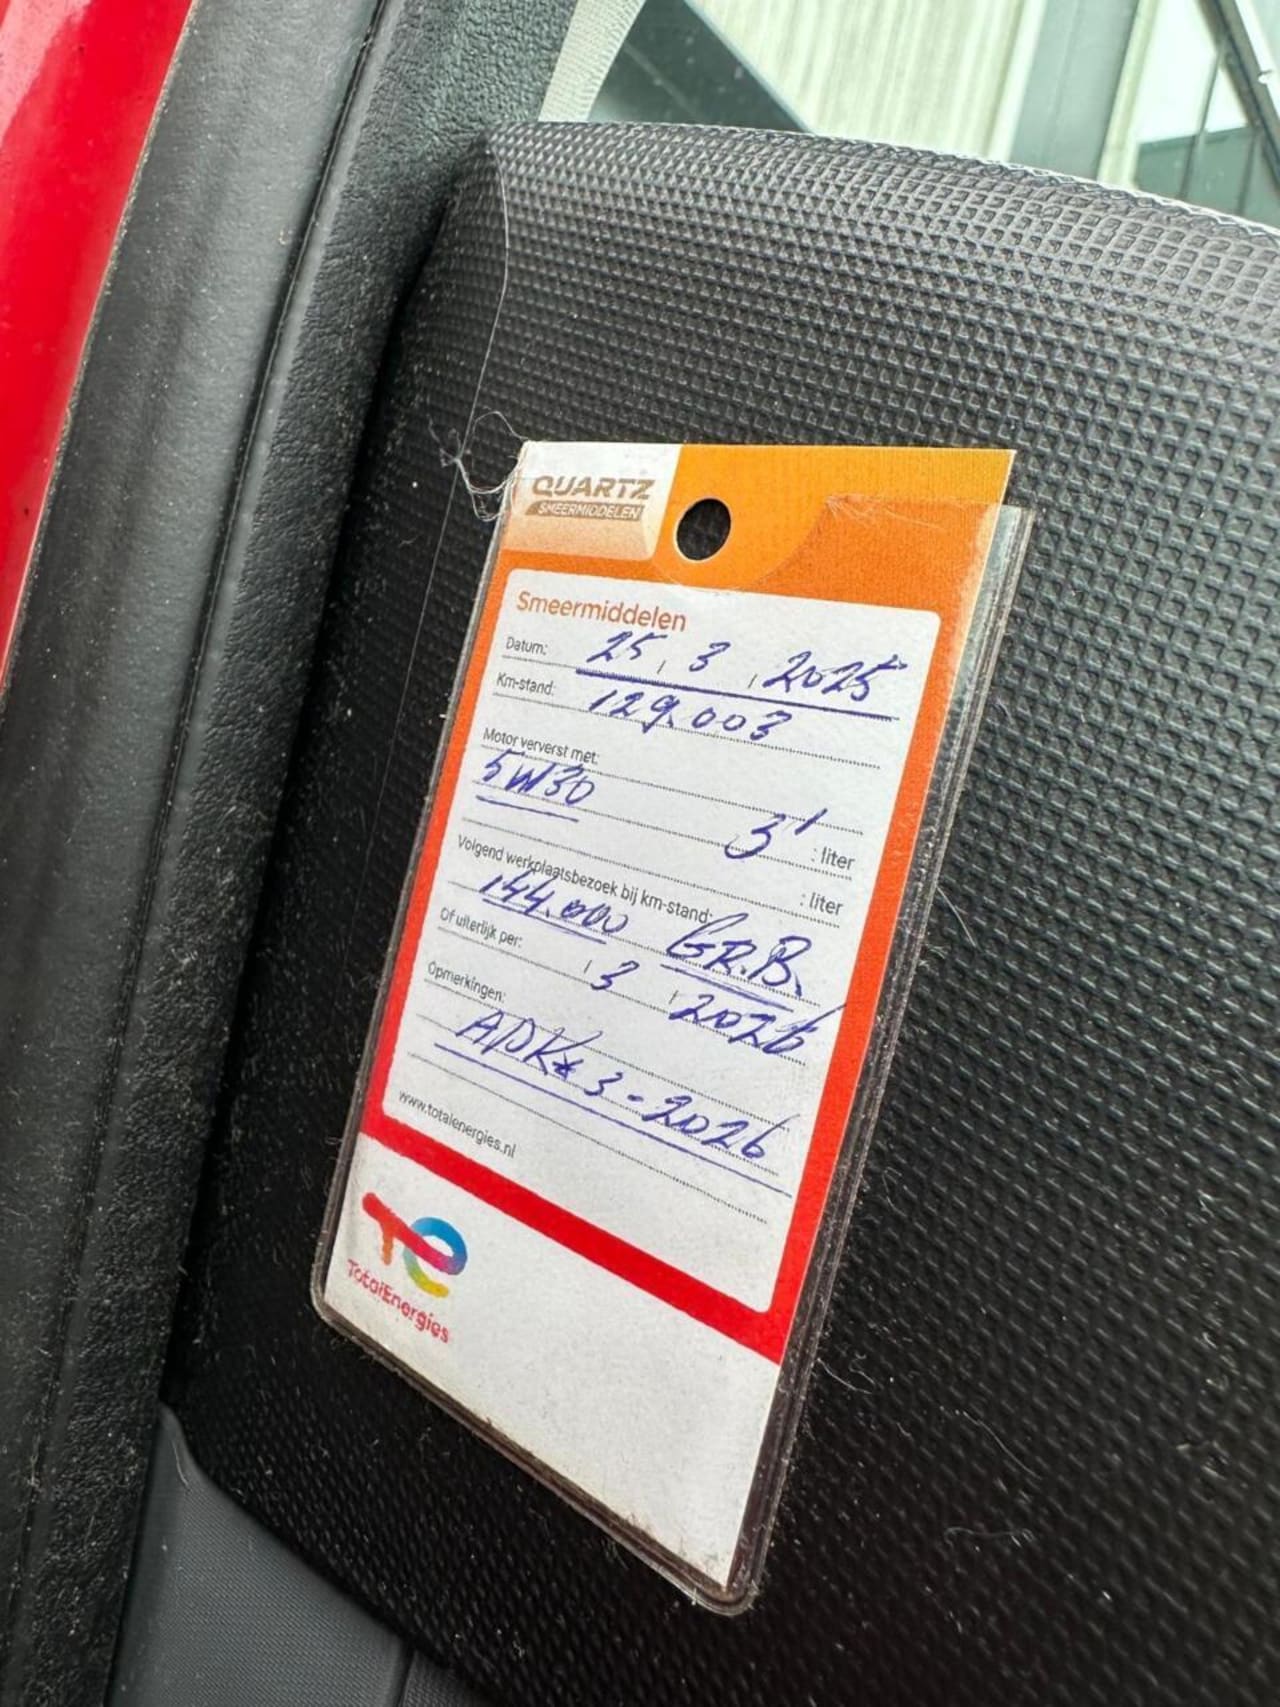 QUARTZ
SMEERMIDDELEN
Smeermiddelen
Datum: 25, 3, 2025
Km-stand: 129.003
Motor ververst met:
5W30 3' : liter
: liter
Volgend werkplaatsbezoek bij km-stand:
144.000 GR.B.
Of uiterlijk per: 3 2026
Opmerkingen:
APK 3-2026
www.totalenergies.nl
TotalEnergies